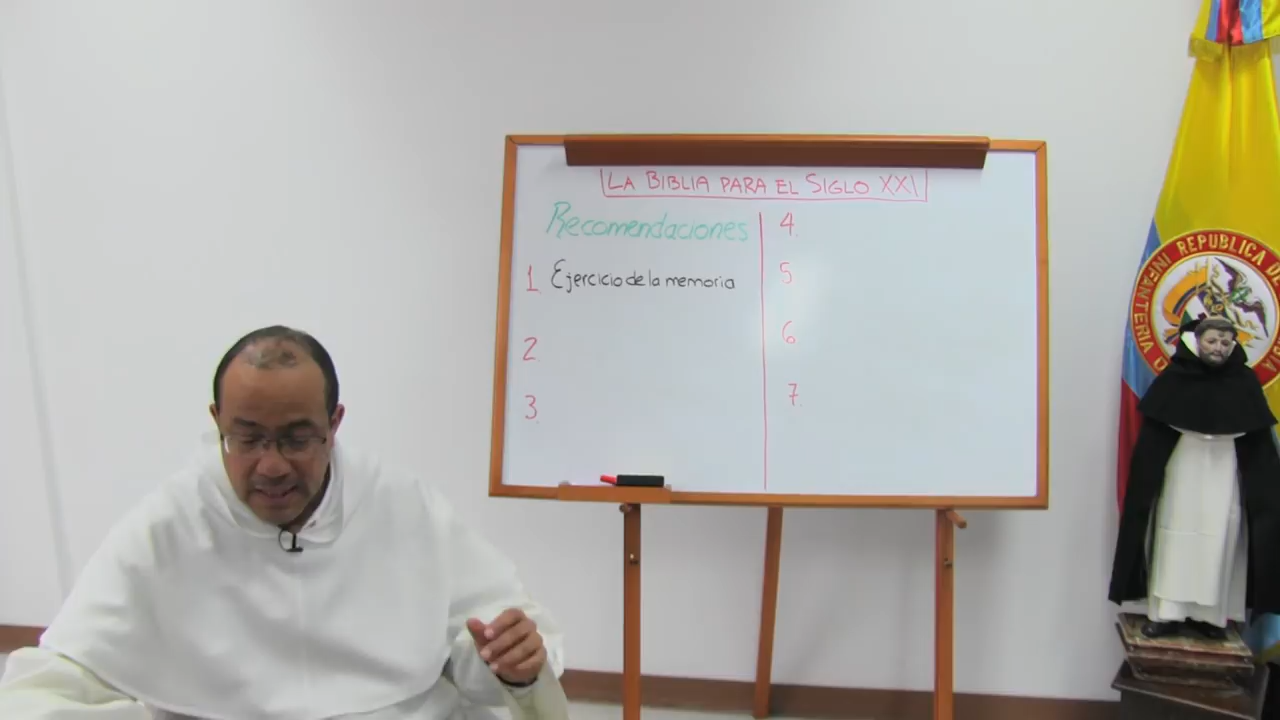 LA BIBLIA PARA EL SIGLO XXI
Recomendaciones
1. Ejercicio de la memoria
2.
3.
4.
5
6
7.
REPUBLICA DE
INFANTERIA D